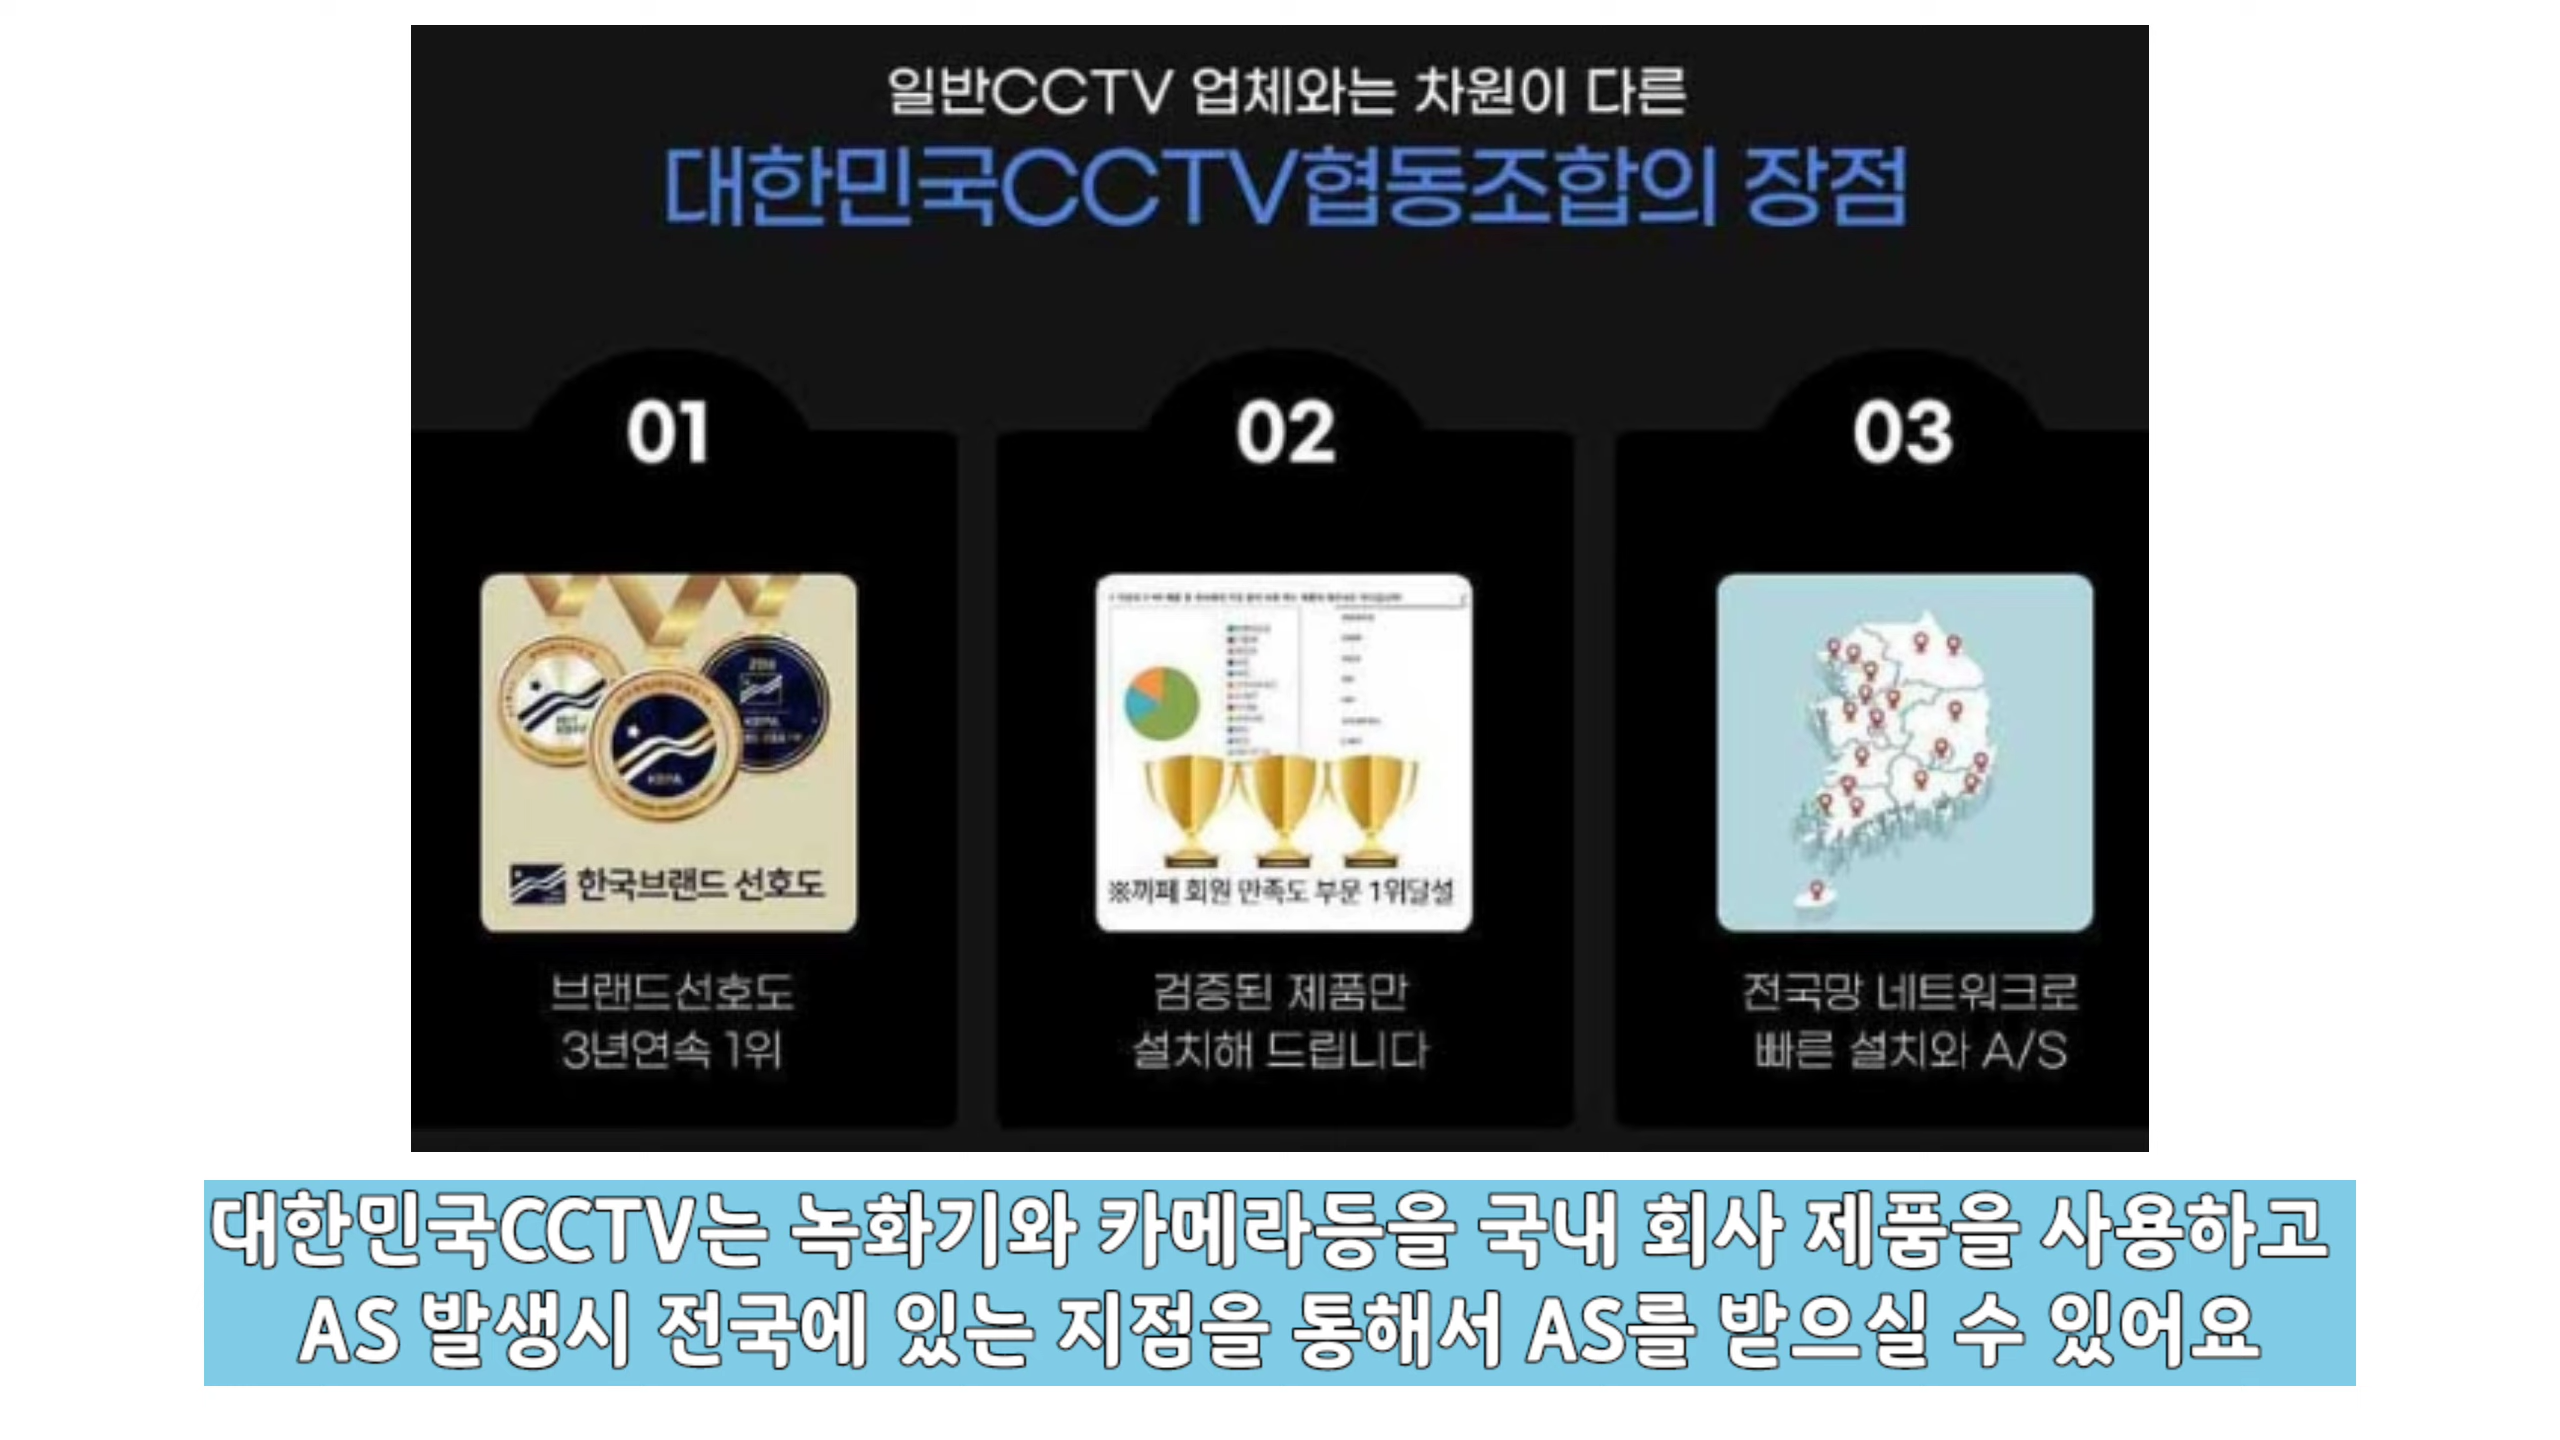 일반CCTV 업체와는 차원이 다른
대한민국CCTV협동조합의 장점
01
02
03
한국브랜드 선호도
※까페 회원 만족도 부문 1위달성
브랜드선호도
3년연속 1위
검증된 제품만
설치해 드립니다
전국망 네트워크로
빠른 설치와 A/S
대한민국CCTV는 녹화기와 카메라등을 국내 회사 제품을 사용하고
AS 발생시 전국에 있는 지점을 통해서 AS를 받으실 수 있어요